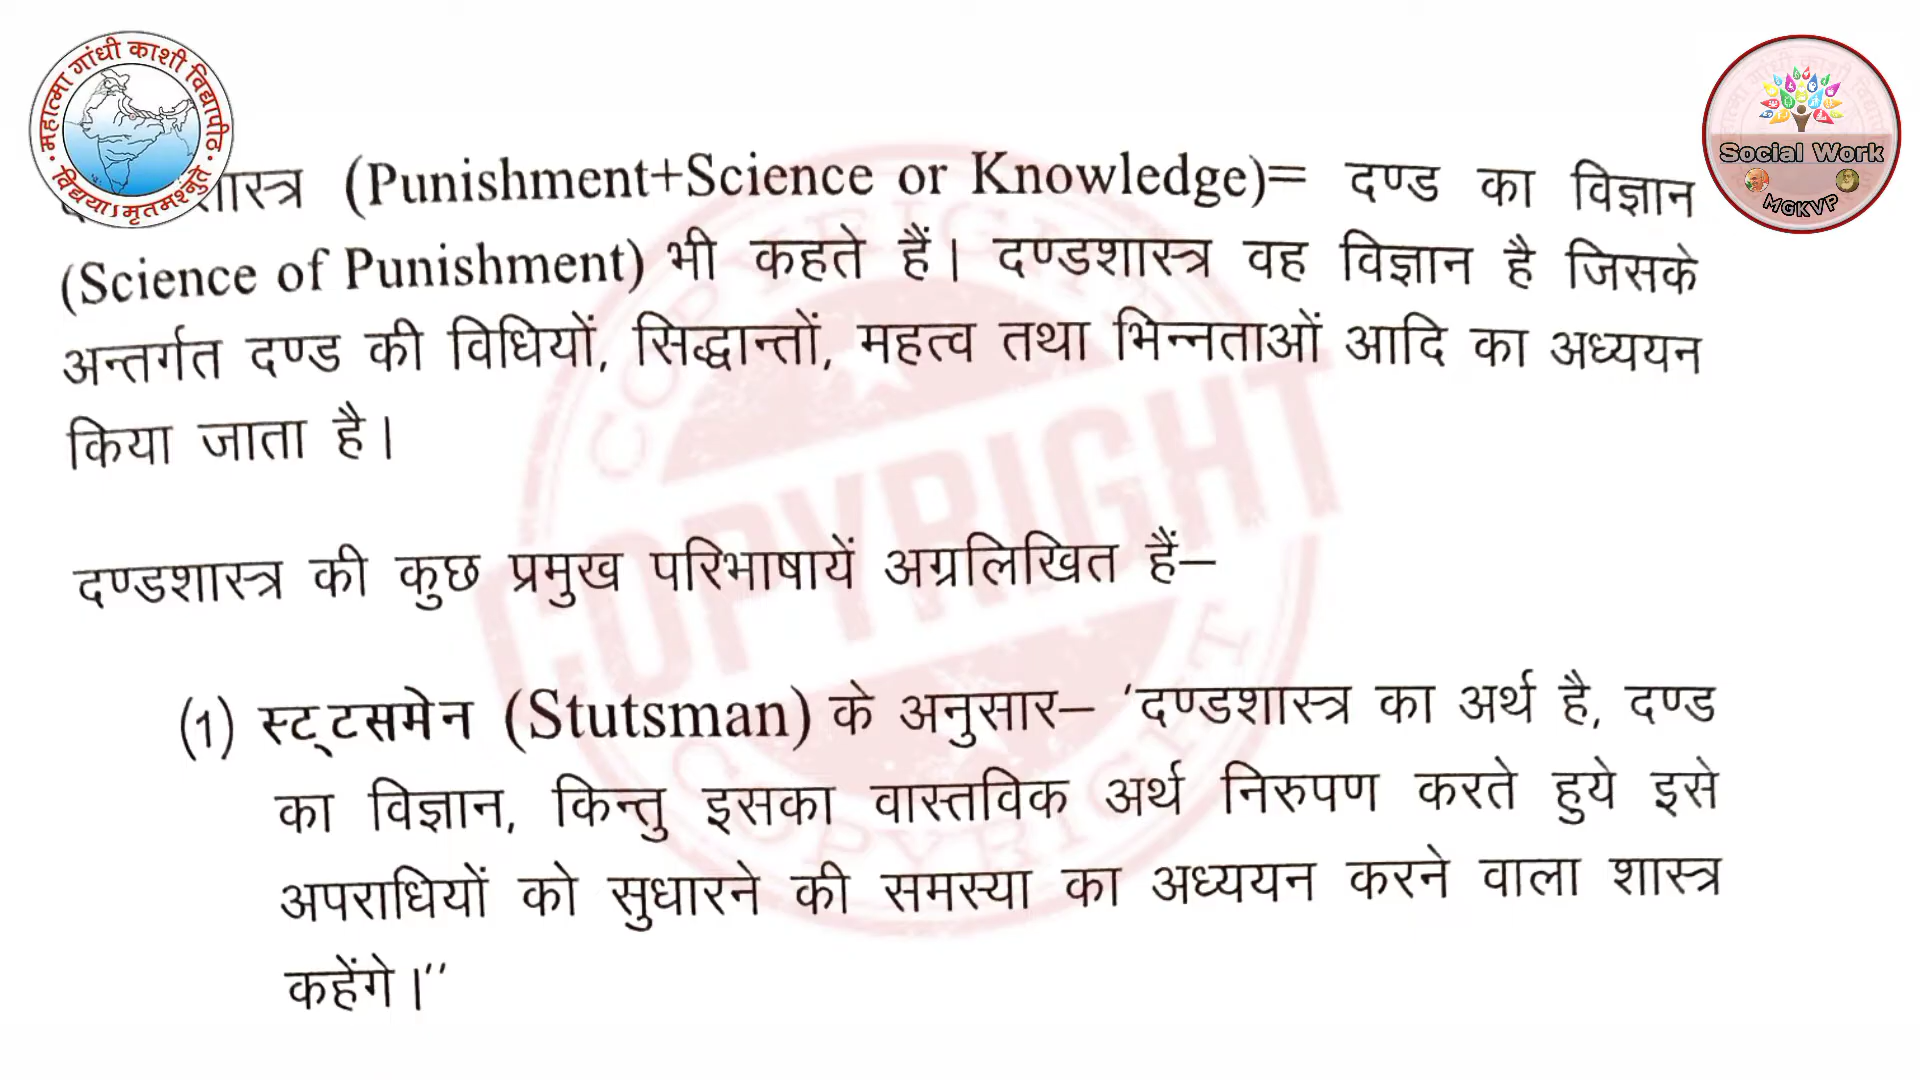 महात्मा गांधी काशी विद्यापीठ
विद्ययाऽमृतमश्नुते
Social Work
MGKVP
शास्त्र (Punishment+Science or Knowledge)= दण्ड का विज्ञान
(Science of Punishment) भी कहते हैं। दण्डशास्त्र वह विज्ञान है जिसके
अन्तर्गत दण्ड की विधियों, सिद्धान्तों, महत्व तथा भिन्नताओं आदि का अध्ययन
किया जाता है।
दण्डशास्त्र की कुछ प्रमुख परिभाषायें अग्रलिखित हैं–
(1) स्ट्टसमेन (Stutsman) के अनुसार– ‘दण्डशास्त्र का अर्थ है, दण्ड
का विज्ञान, किन्तु इसका वास्तविक अर्थ निरुपण करते हुये इसे
अपराधियों को सुधारने की समस्या का अध्ययन करने वाला शास्त्र
कहेंगे।’’
COPYRIGHT
COPYRIGHT
COPYRIGHT